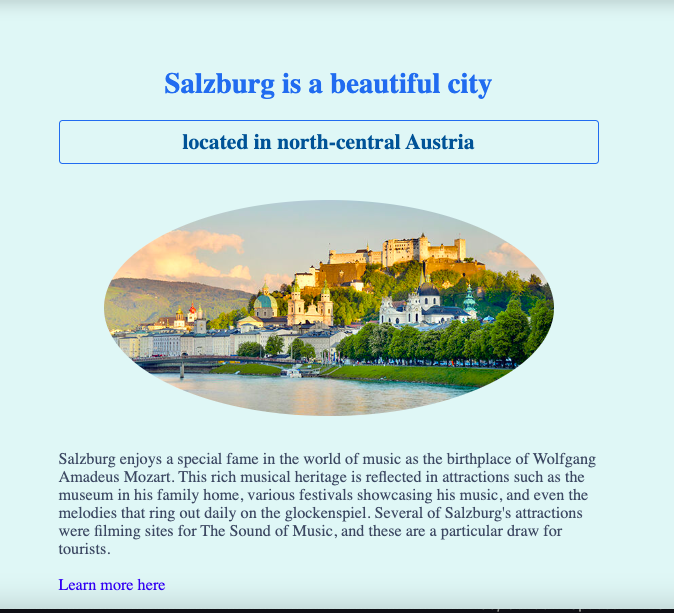 Salzburg is a beautiful city
located in north-central Austria
Salzburg enjoys a special fame in the world of music as the birthplace of Wolfgang
Amadeus Mozart. This rich musical heritage is reflected in attractions such as the
museum in his family home, various festivals showcasing his music, and even the
melodies that ring out daily on the glockenspiel. Several of Salzburg's attractions
were filming sites for The Sound of Music, and these are a particular draw for
tourists.
Learn more here